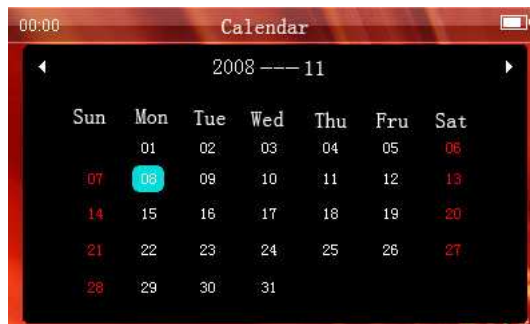 00:00 Calendar
2008 --- 11
Sun Mon Tue Wed Thu Fru Sat
01 02 03 04 05 06
07 08 09 10 11 12 13
14 15 16 17 18 19 20
21 22 23 24 25 26 27
28 29 30 31